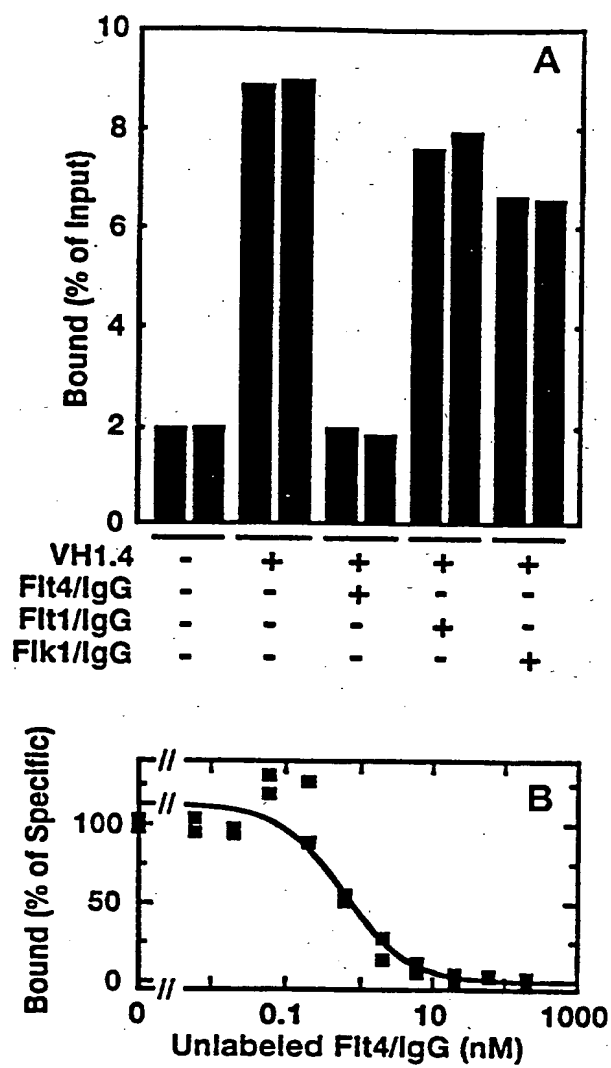 10
A
8
6
4
2
0
Bound (% of Input)
VH1.4 - + + + +
Flt4/IgG - - + - -
Flt1/IgG - - - + -
Flk1/IgG - - - - +
B
100
50
0
Bound (% of Specific)
0 0.1 10 1000
Unlabeled Flt4/IgG (nM)